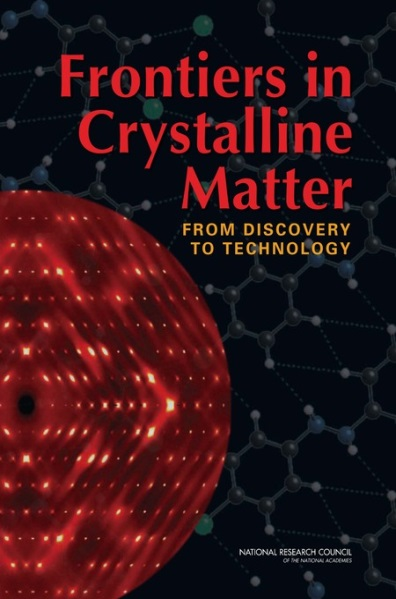 Frontiers in
Crystalline
Matter
FROM DISCOVERY
TO TECHNOLOGY
NATIONAL RESEARCH COUNCIL
OF THE NATIONAL ACADEMIES